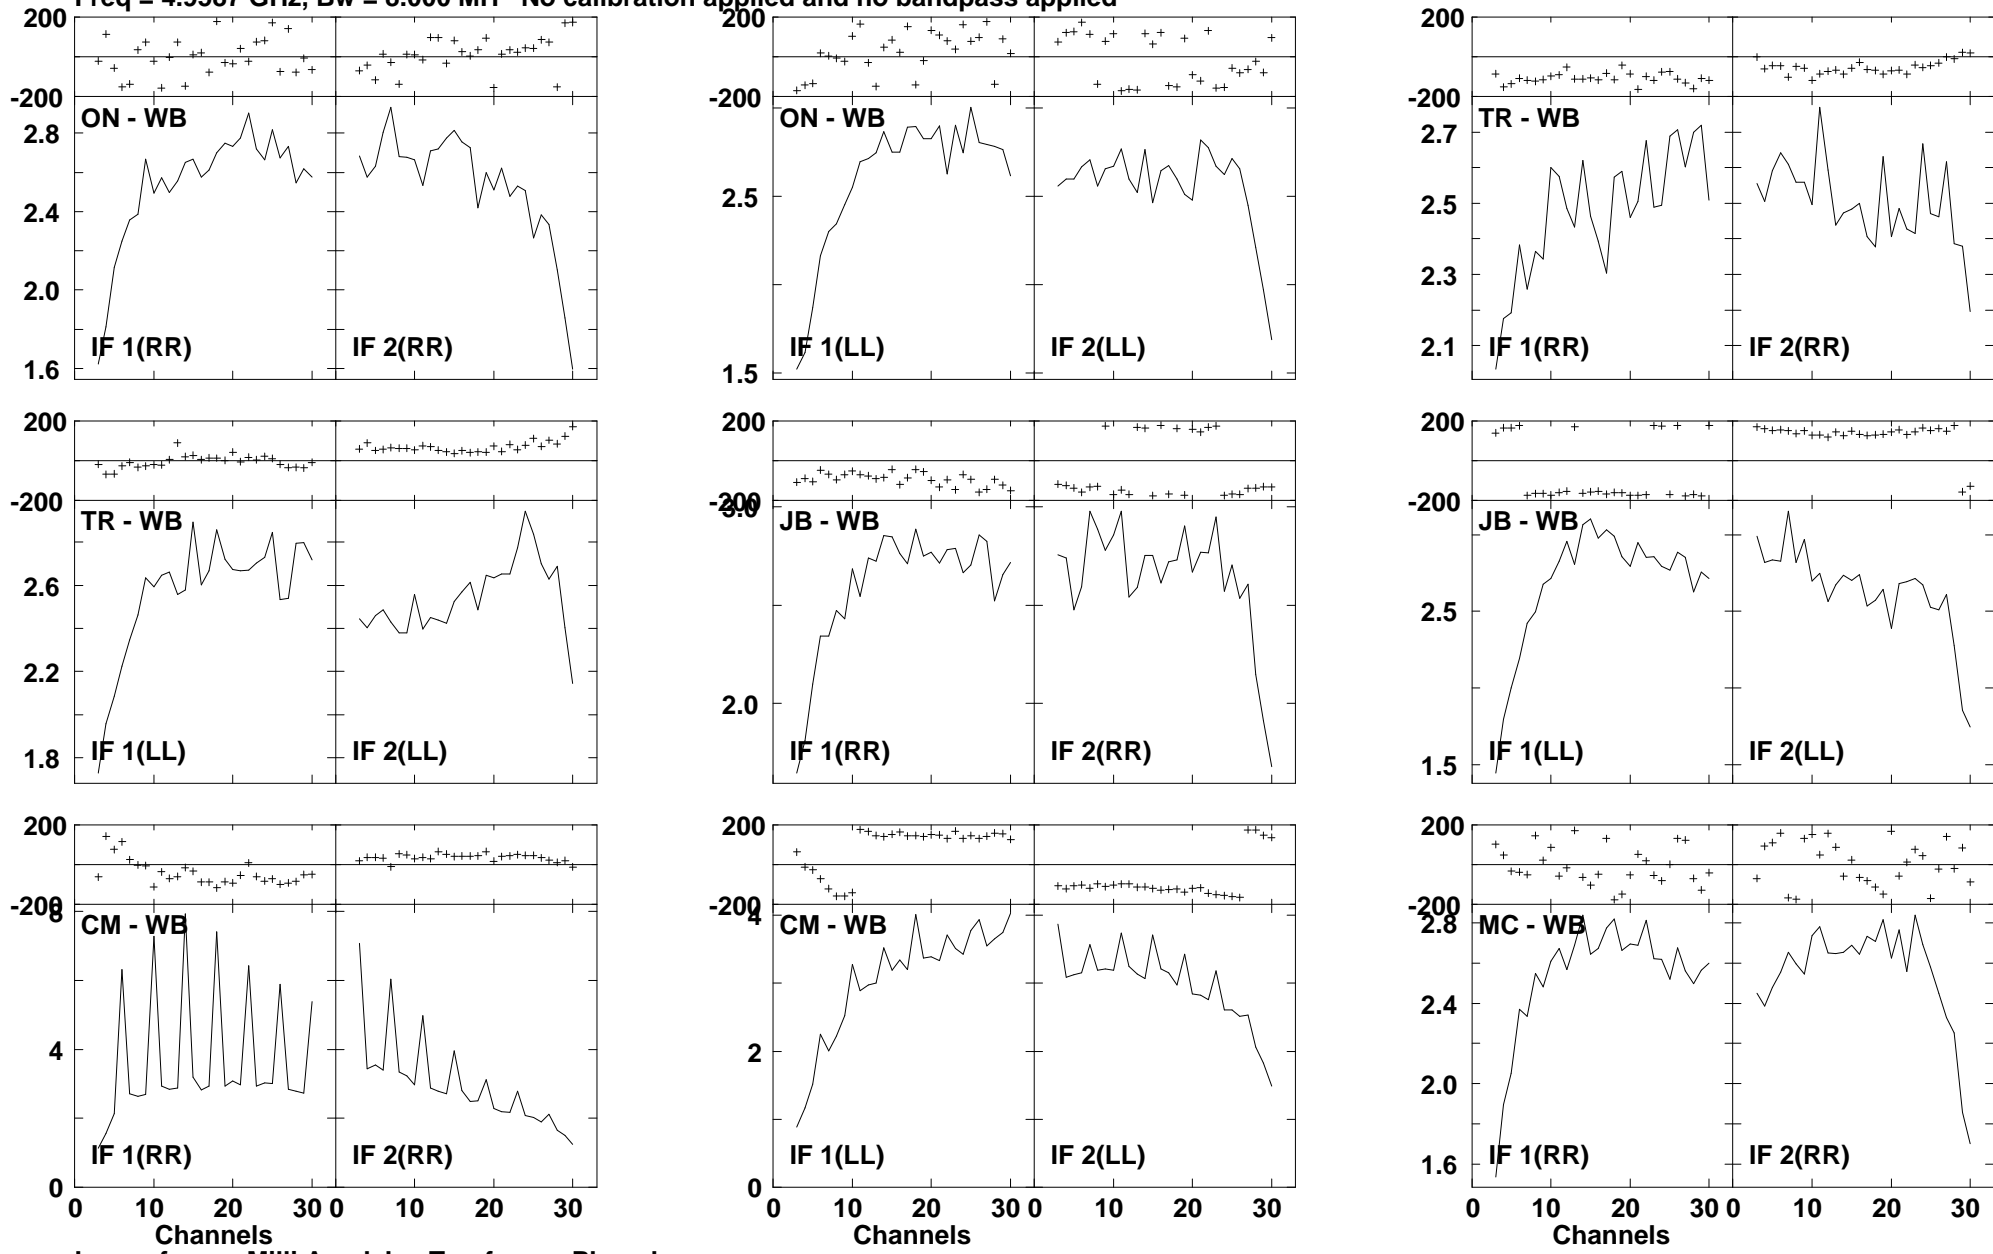 No calibration applied and no bandpass applied
200 200 200
-200 -200 -200
ON - WB ON - WB TR - WB
2.8 2.7
2.4 2.5 2.5
2.0 2.3
1.6 1.5 2.1
IF 1(RR) IF 2(RR) IF 1(LL) IF 2(LL) IF 1(RR) IF 2(RR)
200 200 200
-200 -200 3.0 -200
TR - WB JB - WB JB - WB
2.6 2.5
2.2 2.0
1.8 1.5
IF 1(LL) IF 2(LL) IF 1(RR) IF 2(RR) IF 1(LL) IF 2(LL)
200 200 200
-200 8 -200 4 -200 2.8
CM - WB CM - WB MC - WB
4 2 2.4
2.0
IF 1(RR) IF 2(RR) IF 1(LL) IF 2(LL) IF 1(RR) IF 2(RR)
1.6
0 0
0 10 20 30 0 10 20 30 0 10 20 30 0 10 20 30 0 10 20 30 0 10 20 30
Channels Channels Channels